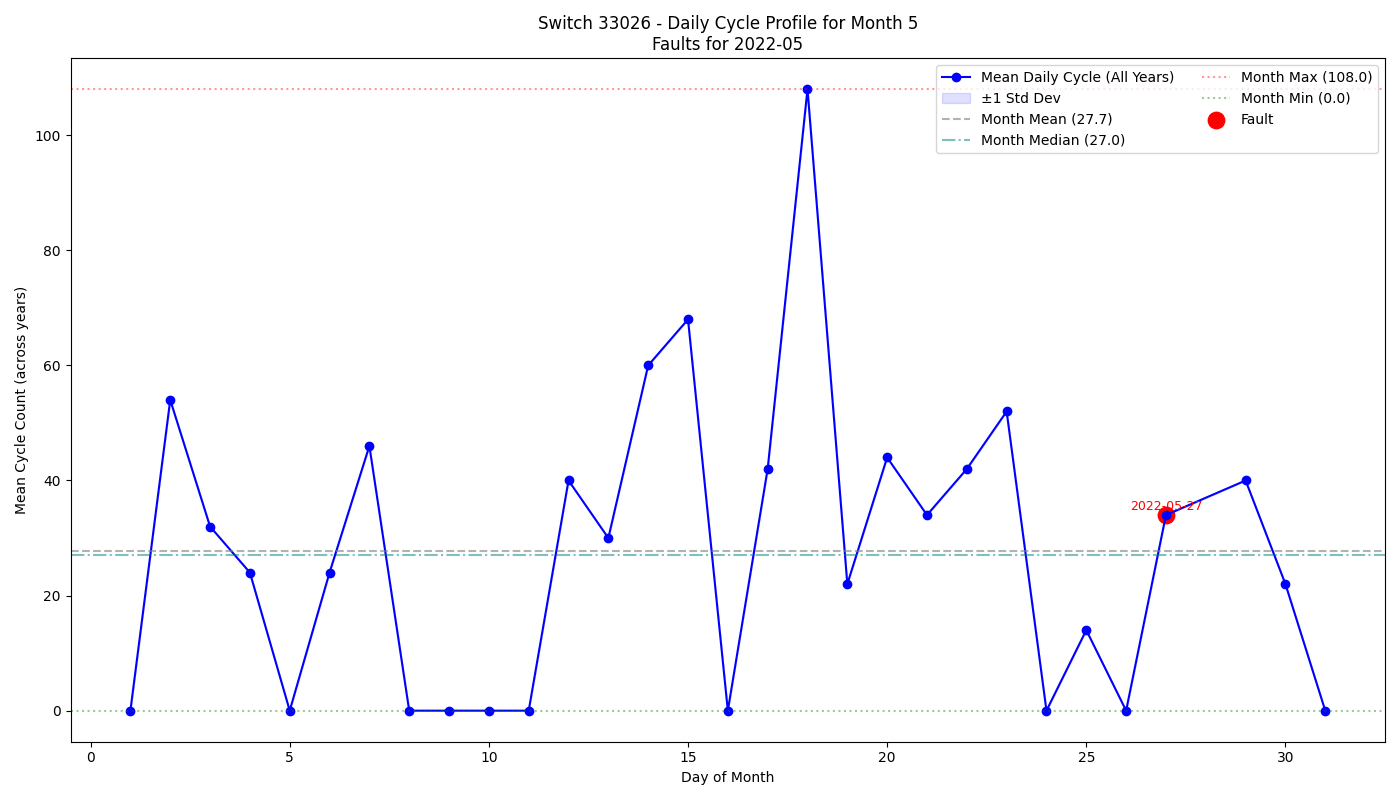 Switch 33026 - Daily Cycle Profile for Month 5
Faults for 2022-05
Mean Daily Cycle (All Years)
±1 Std Dev
Month Mean (27.7)
Month Median (27.0)
Month Max (108.0)
Month Min (0.0)
Fault
Mean Cycle Count (across years)
100
80
60
40
20
0
2022-05-27
0
5
10
15
20
25
30
Day of Month